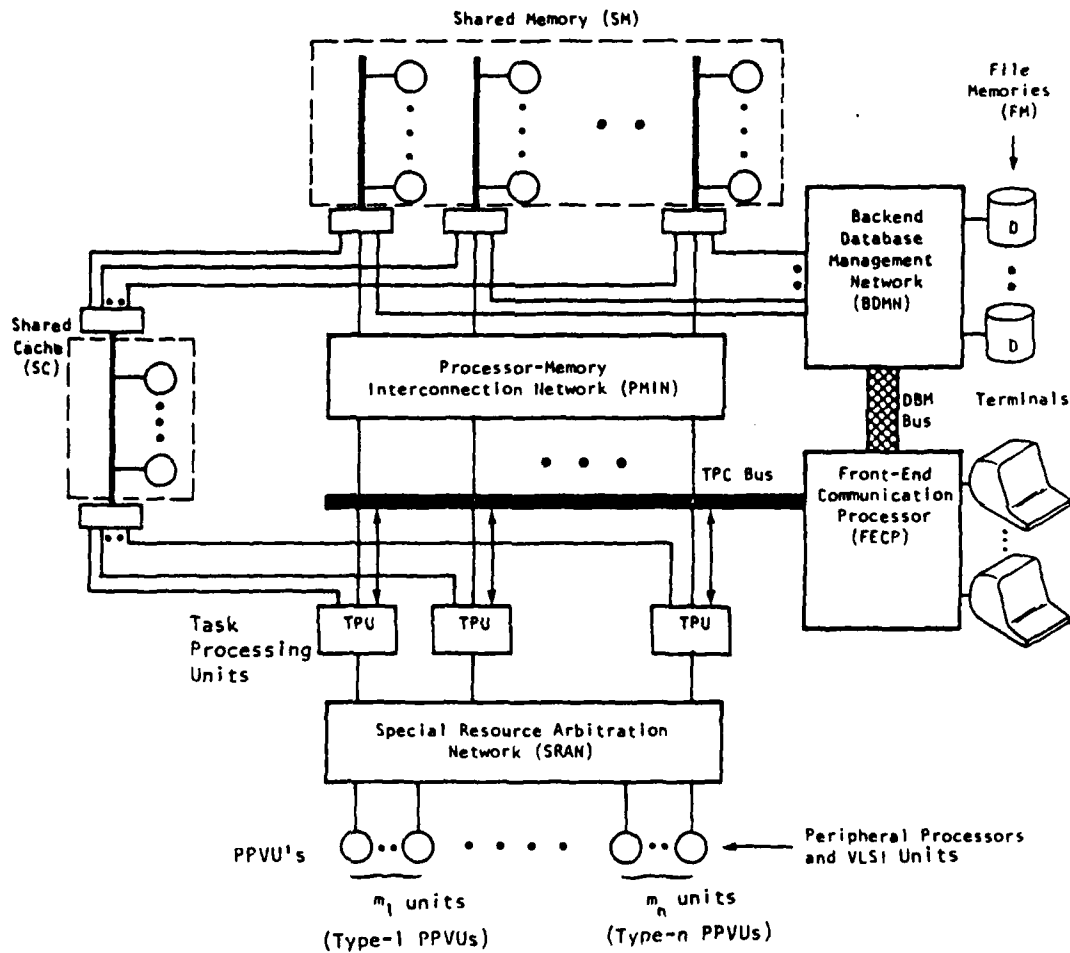 Shared Memory (SM)
File
Memories
(FM)
Backend
Database
Management
Network
(BDMN)
D
D
Shared
Cache
(SC)
Processor-Memory
Interconnection Network (PMIN)
DBM
Bus
Terminals
TPC Bus
Front-End
Communication
Processor
(FECP)
Task
Processing
Units
TPU
TPU
TPU
Special Resource Arbitration
Network (SRAN)
PPVU's
Peripheral Processors
and VLSI Units
m1 units
(Type-1 PPVUs)
mn units
(Type-n PPVUs)